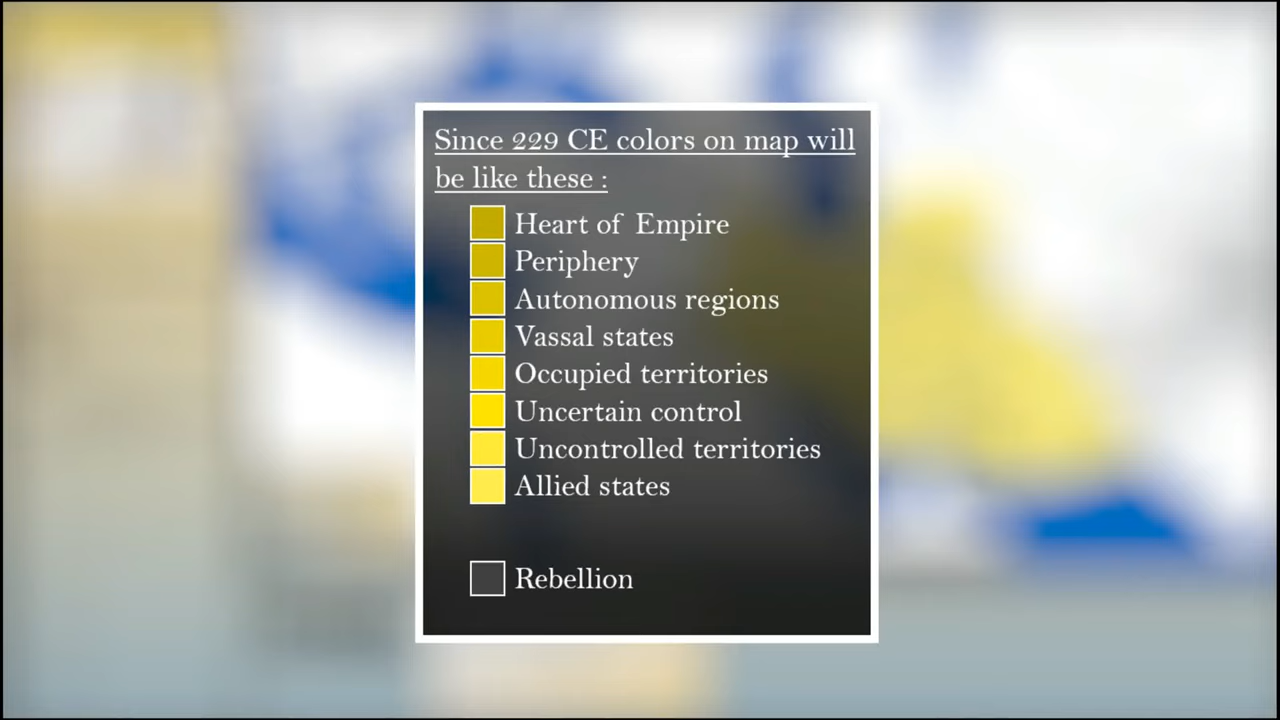 Since 229 CE colors on map will
be like these :
Heart of Empire
Periphery
Autonomous regions
Vassal states
Occupied territories
Uncertain control
Uncontrolled territories
Allied states
Rebellion